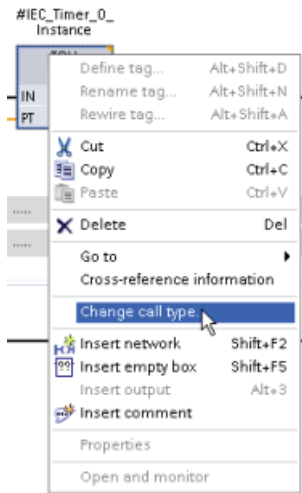 #IEC_Timer_0_
Instance
IN
PT
Define tag... Alt+Shift+D
Rename tag... Alt+Shift+N
Rewire tag... Alt+Shift+A
Cut Ctrl+X
Copy Ctrl+C
Paste Ctrl+V
Delete Del
Go to
Cross-reference information
Change call type...
Insert network Shift+F2
Insert empty box Shift+F5
Insert output Alt+3
Insert comment
Properties
Open and monitor